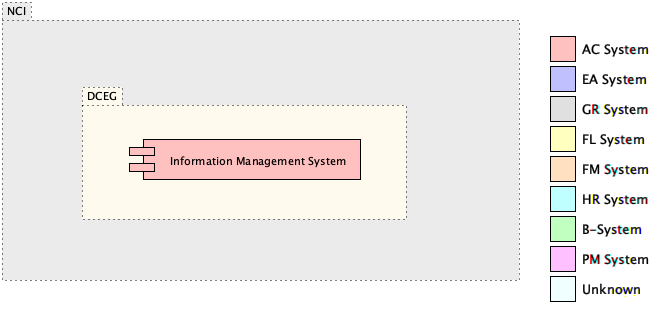 NCI
DCEG
Information Management System
AC System
EA System
GR System
FL System
FM System
HR System
B-System
PM System
Unknown